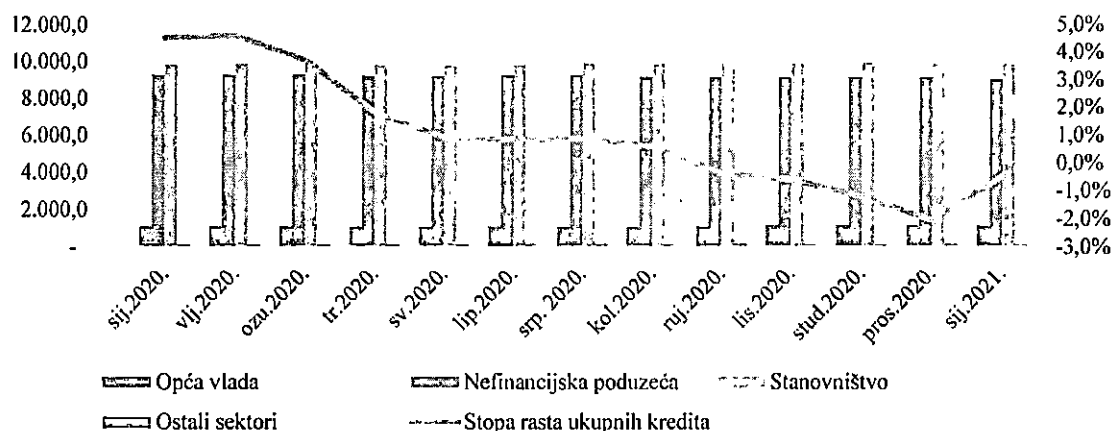 12.000,0
10.000,0
8.000,0
6.000,0
4.000,0
2.000,0
-
5,0%
4,0%
3,0%
2,0%
1,0%
0,0%
-1,0%
-2,0%
-3,0%
sij.2020.
vlj.2020.
ožu.2020.
tr.2020.
sv.2020.
lip.2020.
srp.2020.
kol.2020.
ruj.2020.
lis.2020.
stud.2020.
pros.2020.
sij.2021.
Opća vlada
Nefinancijska poduzeća
Stanovništvo
Ostali sektori
Stopa rasta ukupnih kredita